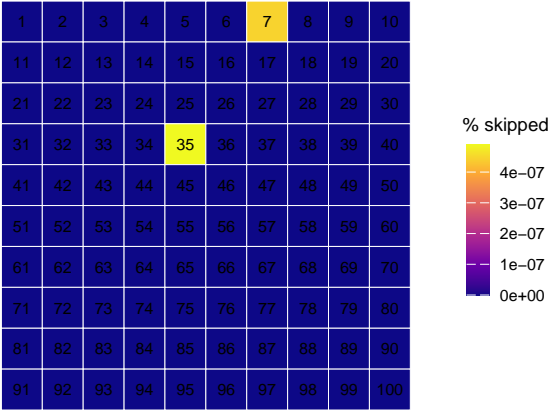 1 2 3 4 5 6 7 8 9 10
11 12 13 14 15 16 17 18 19 20
21 22 23 24 25 26 27 28 29 30
31 32 33 34 35 36 37 38 39 40
41 42 43 44 45 46 47 48 49 50
51 52 53 54 55 56 57 58 59 60
61 62 63 64 65 66 67 68 69 70
71 72 73 74 75 76 77 78 79 80
81 82 83 84 85 86 87 88 89 90
91 92 93 94 95 96 97 98 99 100
% skipped
4e−07
3e−07
2e−07
1e−07
0e+00